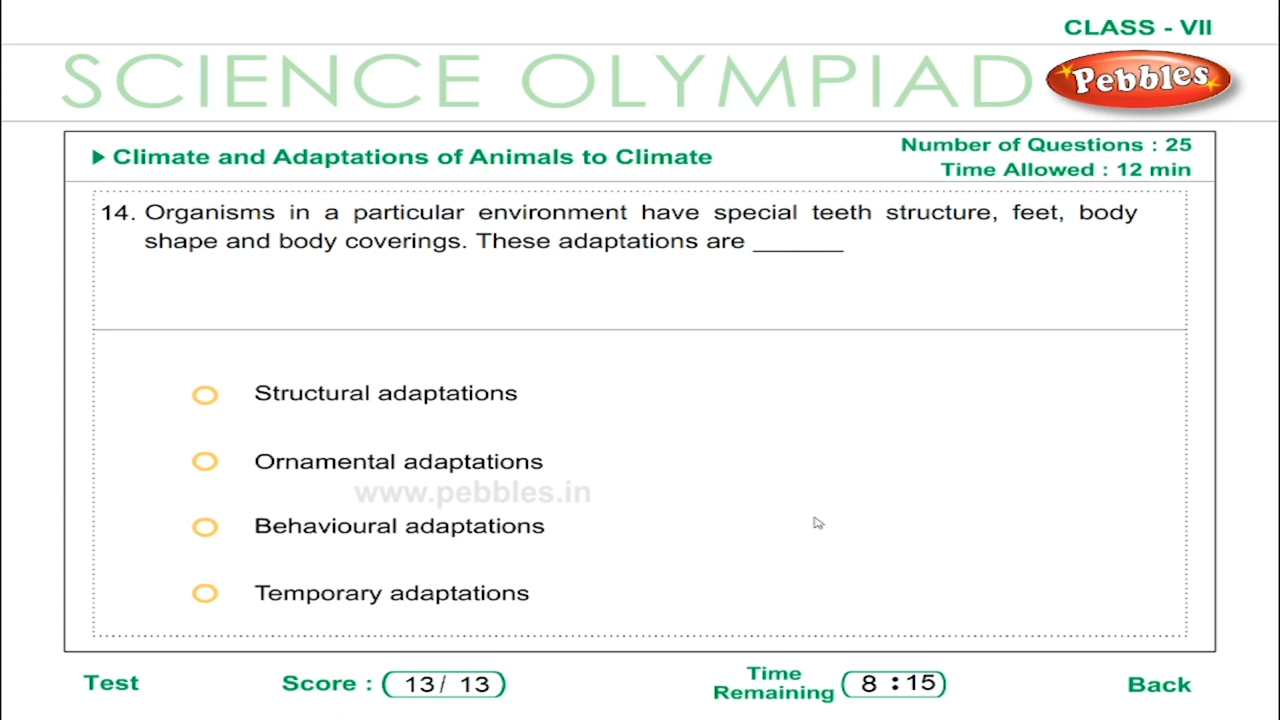 CLASS - VII
SCIENCE OLYMPIAD
Pebbles
Climate and Adaptations of Animals to Climate
Number of Questions : 25
Time Allowed : 12 min
14. Organisms in a particular environment have special teeth structure, feet, body
shape and body coverings. These adaptations are _______
Structural adaptations
Ornamental adaptations
www.pebbles.in
Behavioural adaptations
Temporary adaptations
Test
Score : ( 13 / 13 )
Time
Remaining ( 8 : 15 )
Back